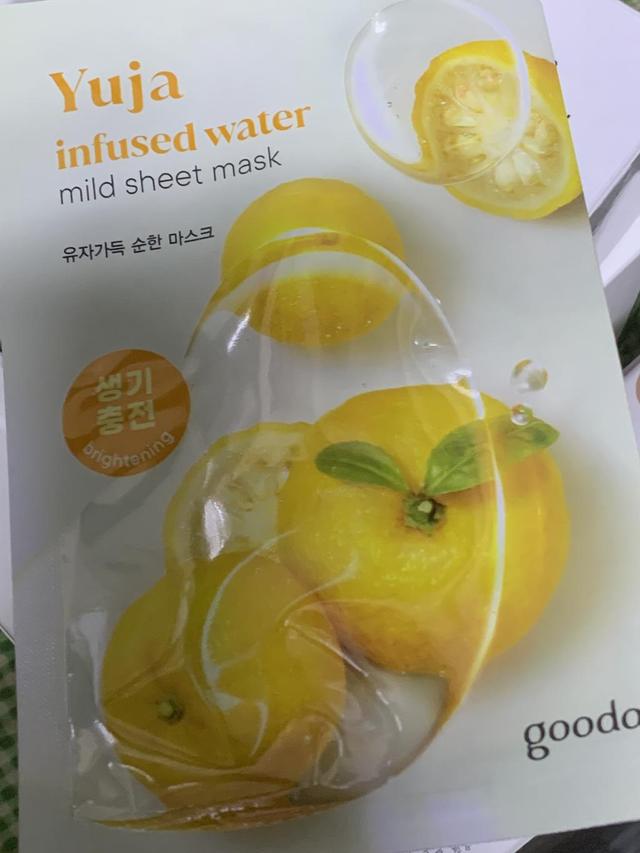 Yuja
infused water
mild sheet mask
유자가득 순한 마스크
생기
충전
brightening
goodo